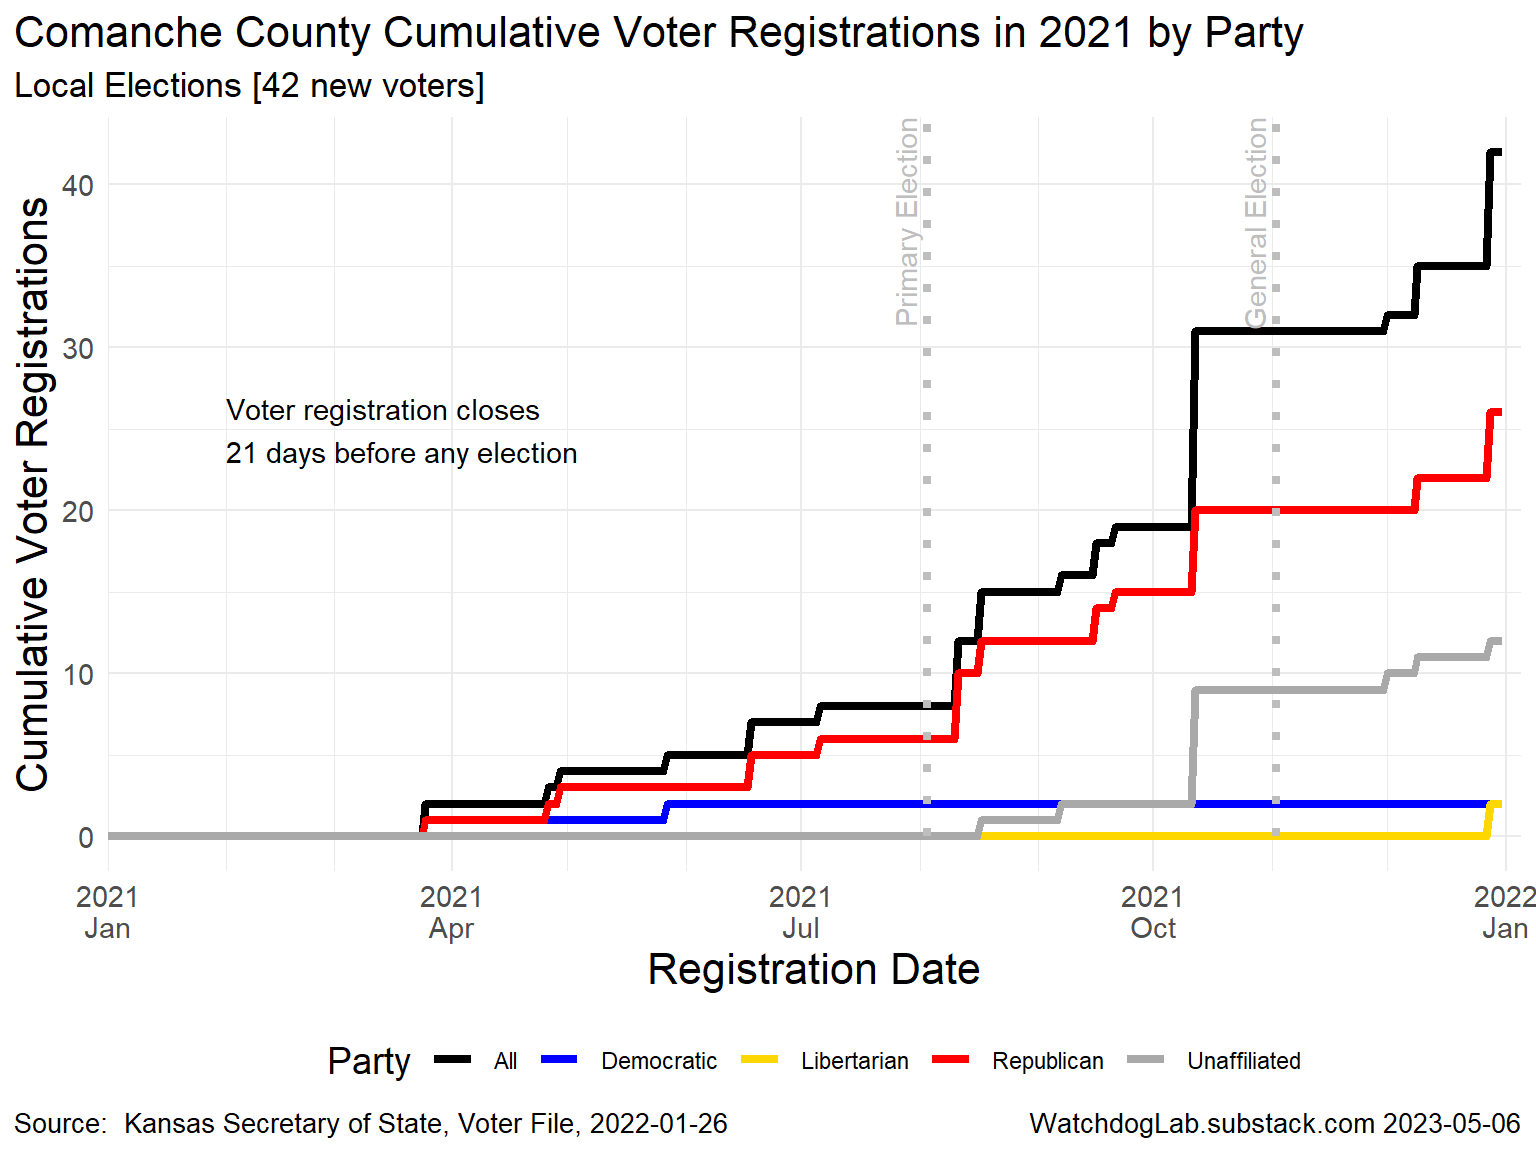 Comanche County Cumulative Voter Registrations in 2021 by Party
Local Elections [42 new voters]
Cumulative Voter Registrations
40
30
20
10
0
Primary Election
General Election
Voter registration closes
21 days before any election
2021
Jan
2021
Apr
2021
Jul
2021
Oct
2022
Jan
Registration Date
Party All Democratic Libertarian Republican Unaffiliated
Source:  Kansas Secretary of State, Voter File, 2022-01-26
WatchdogLab.substack.com 2023-05-06